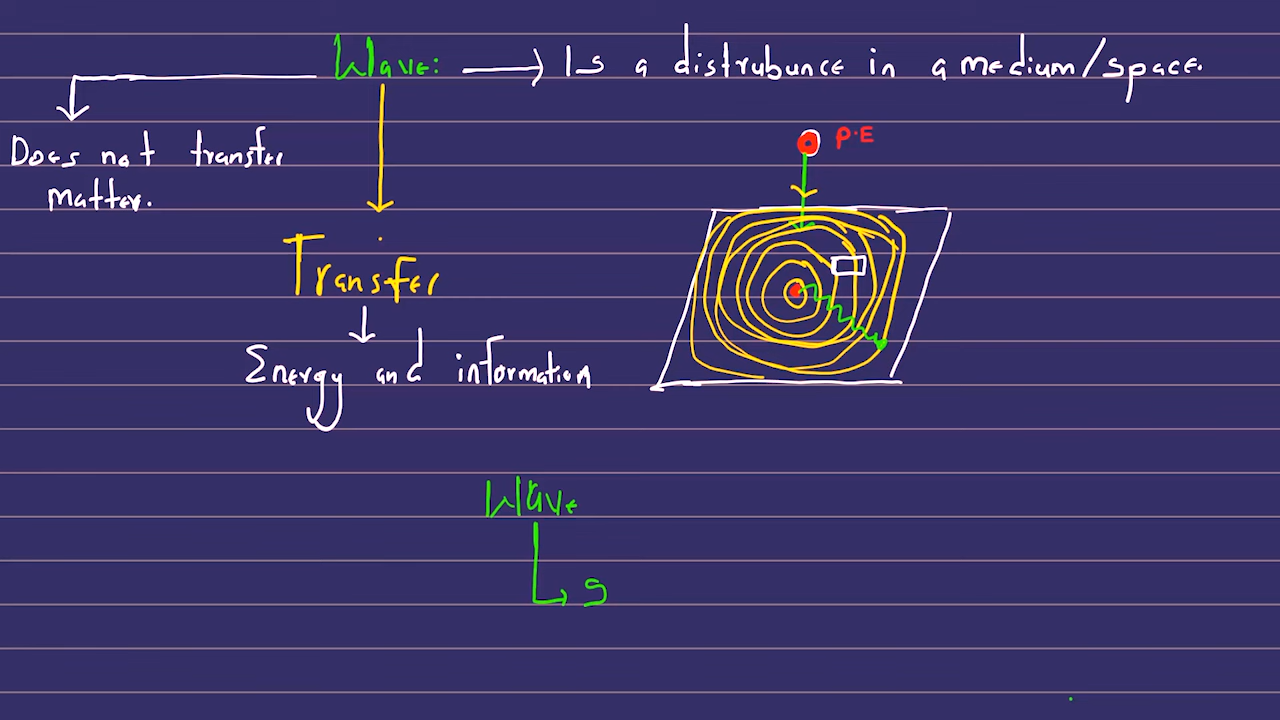 Wave: Is a distrubunce in a medium/space.
P.E
Does not transfer
matter.
Transfer
Energy and information
Wave
S